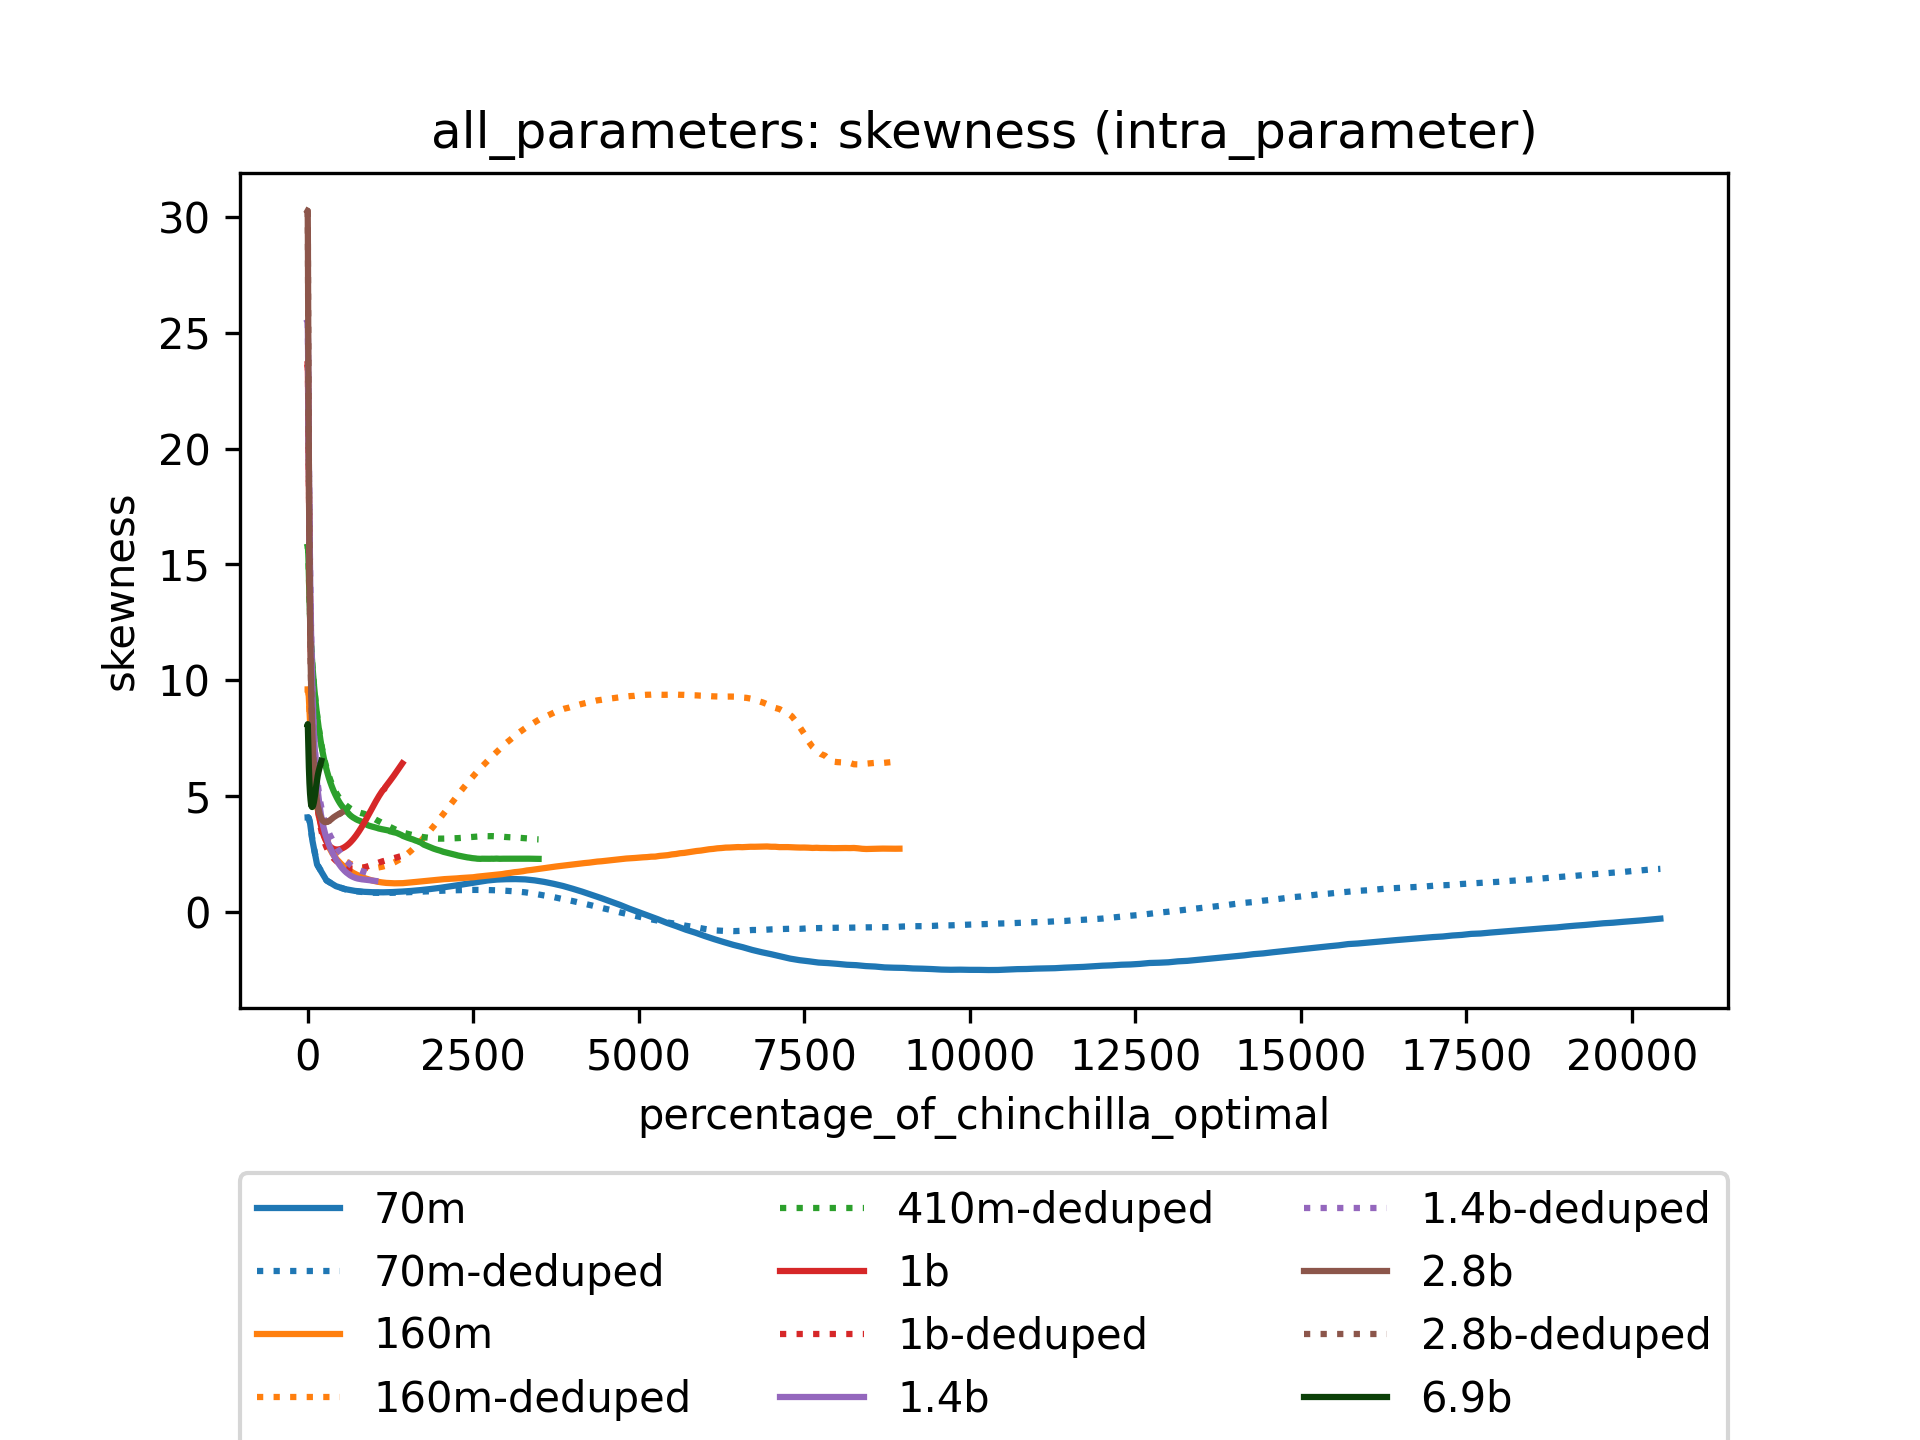 all_parameters: skewness (intra_parameter)
30
25
20
15
10
5
0
skewness
0 2500 5000 7500 10000 12500 15000 17500 20000
percentage_of_chinchilla_optimal
70m 410m-deduped 1.4b-deduped
70m-deduped 1b 2.8b
160m 1b-deduped 2.8b-deduped
160m-deduped 1.4b 6.9b